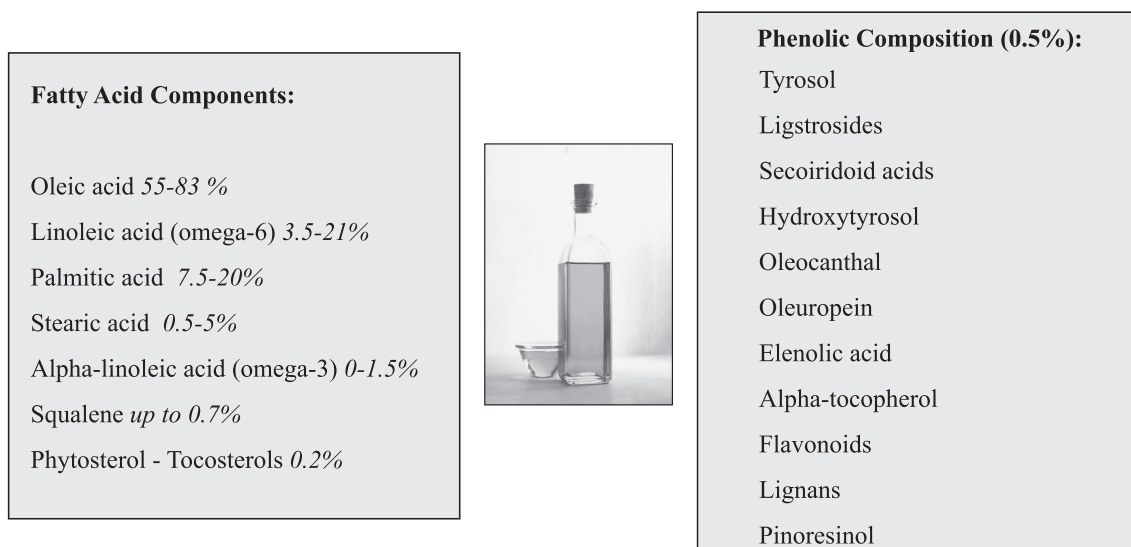 Fatty Acid Components:
Oleic acid 55-83 %
Linoleic acid (omega-6) 3.5-21%
Palmitic acid 7.5-20%
Stearic acid 0.5-5%
Alpha-linoleic acid (omega-3) 0-1.5%
Squalene up to 0.7%
Phytosterol - Tocosterols 0.2%
Phenolic Composition (0.5%):
Tyrosol
Ligstrosides
Secoiridoid acids
Hydroxytyrosol
Oleocanthal
Oleuropein
Elenolic acid
Alpha-tocopherol
Flavonoids
Lignans
Pinoresinol